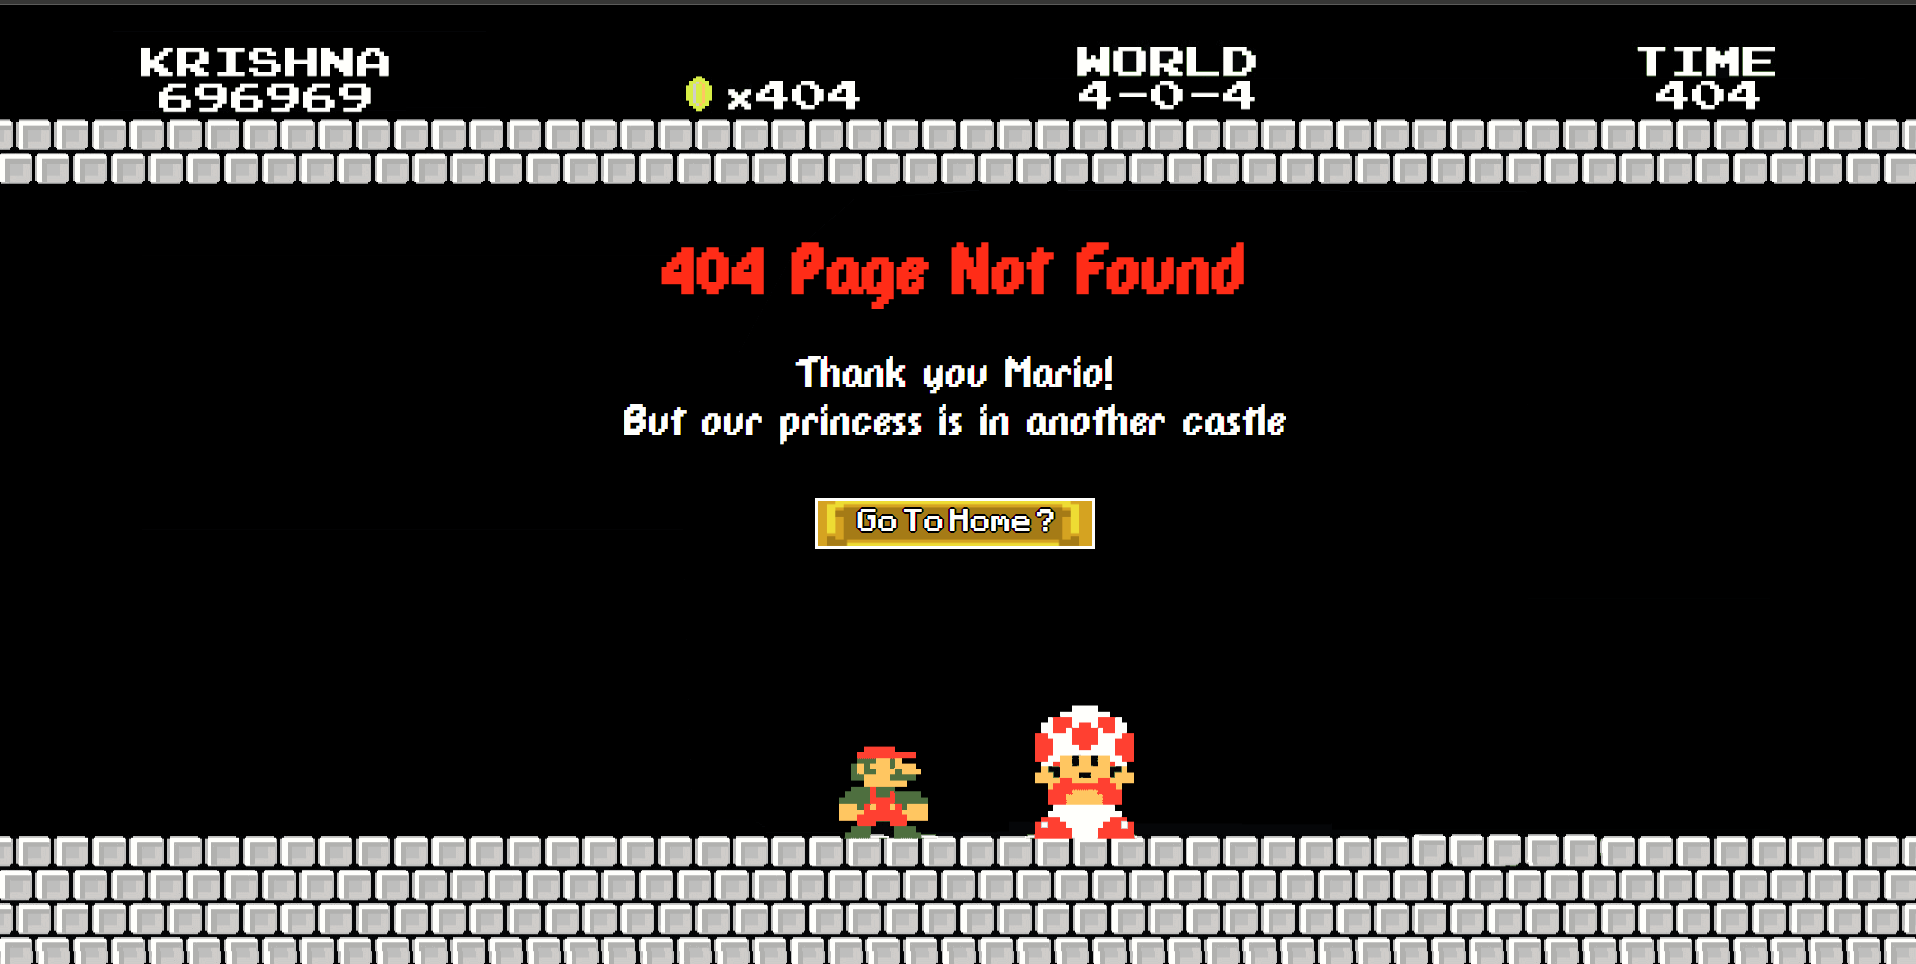 KRISHNA
696969
x404
WORLD
4-0-4
TIME
404
404 Page Not Found
Thank you Mario!
But our princess is in another castle
Go To Home ?